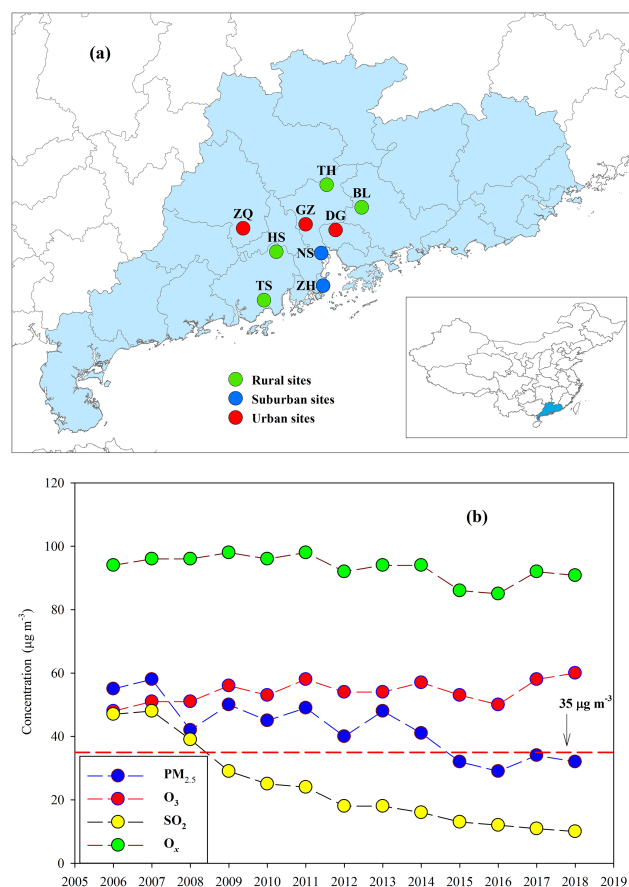 (a)
TH
BL
ZQ
GZ
DG
HS
NS
TS
ZH
Rural sites
Suburban sites
Urban sites
120
(b)
100
80
Concentration (µg m-3)
60
35 µg m-3
40
PM2.5
O3
20
SO2
Ox
0
2005 2006 2007 2008 2009 2010 2011 2012 2013 2014 2015 2016 2017 2018 2019